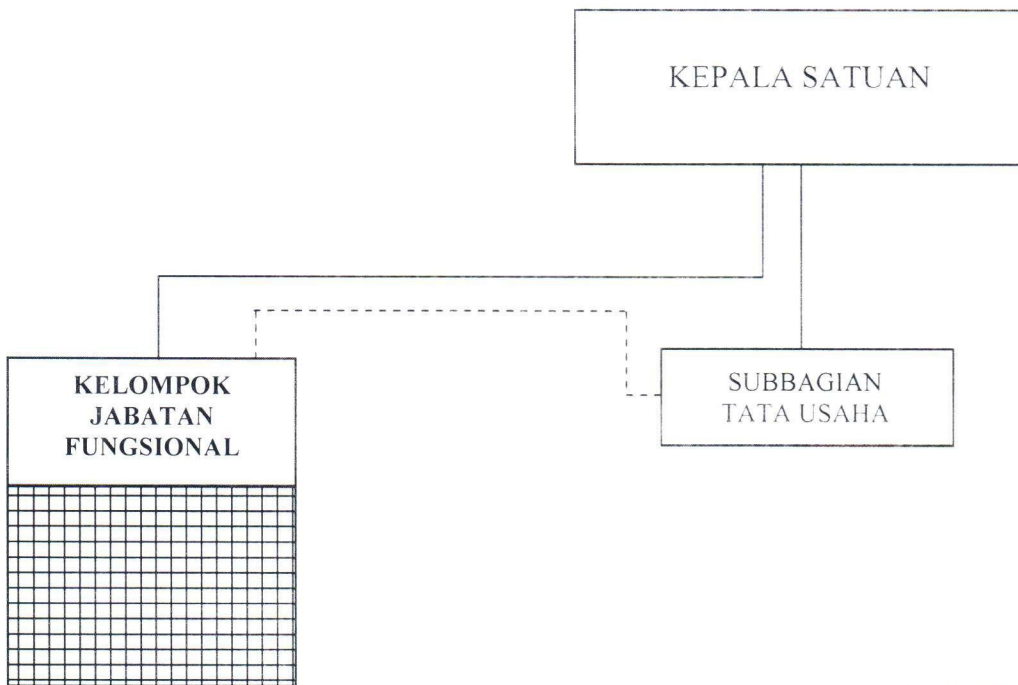 KEPALA SATUAN
KELOMPOK
JABATAN
FUNGSIONAL
SUBBAGIAN
TATA USAHA